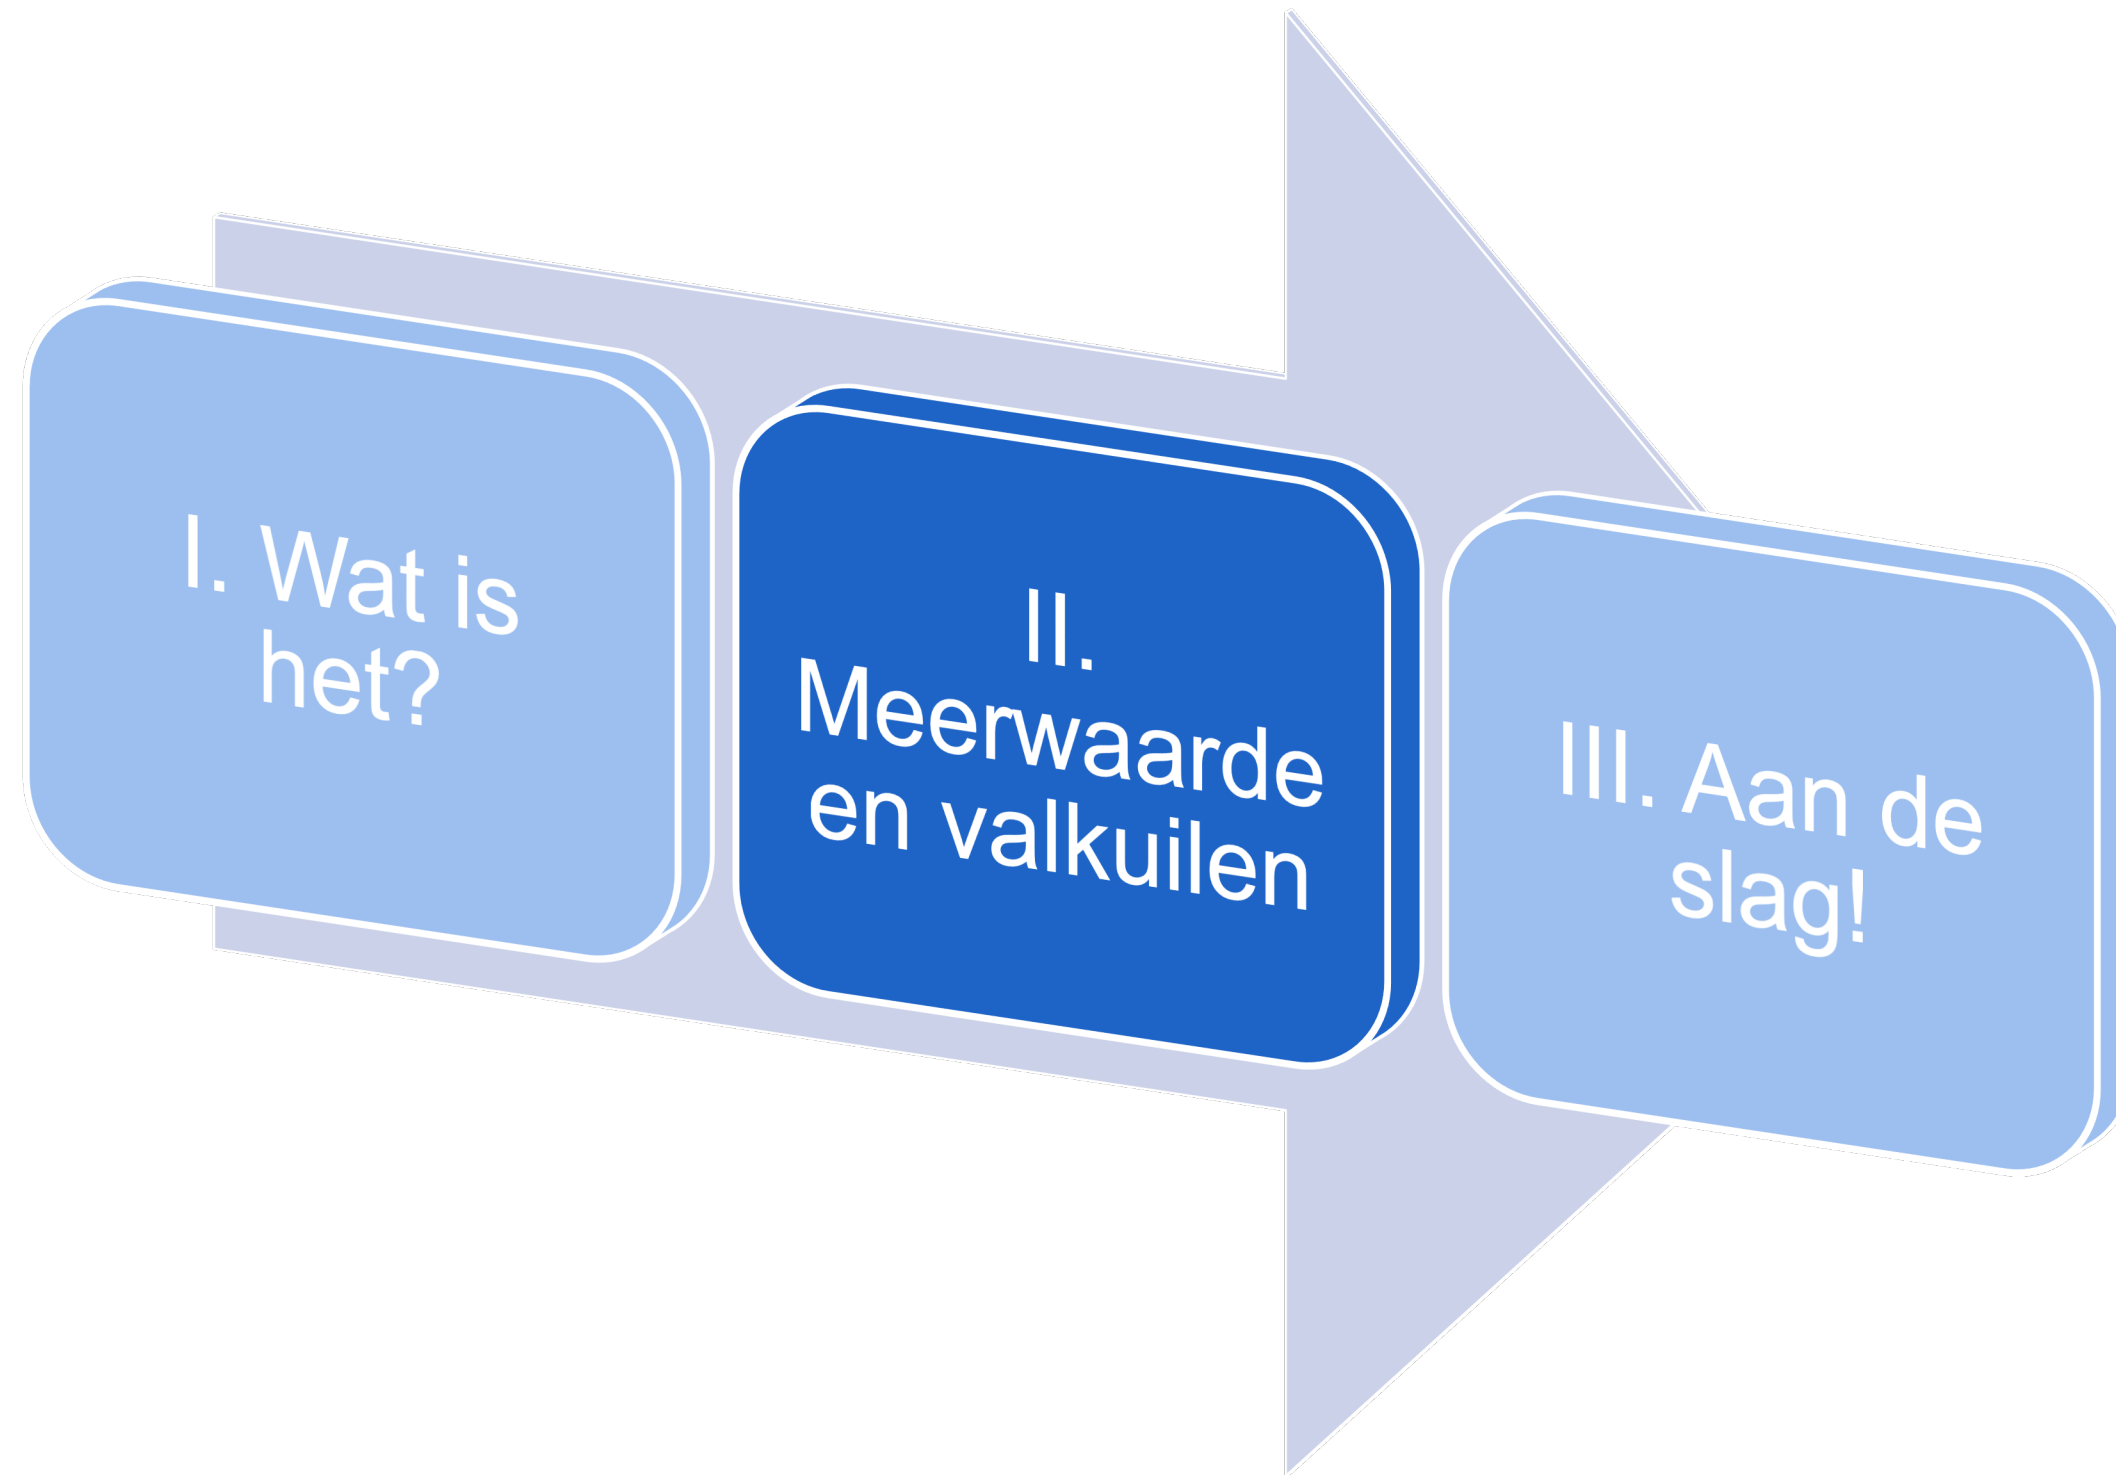 I. Wat is
het?
II.
Meerwaarde
en valkuilen
III. Aan de
slag!